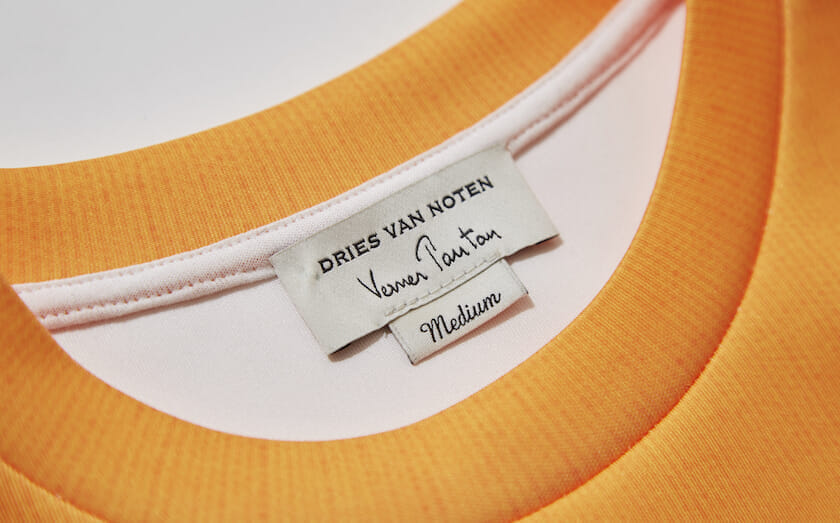 DRIES VAN NOTEN
Verner Panton
Medium